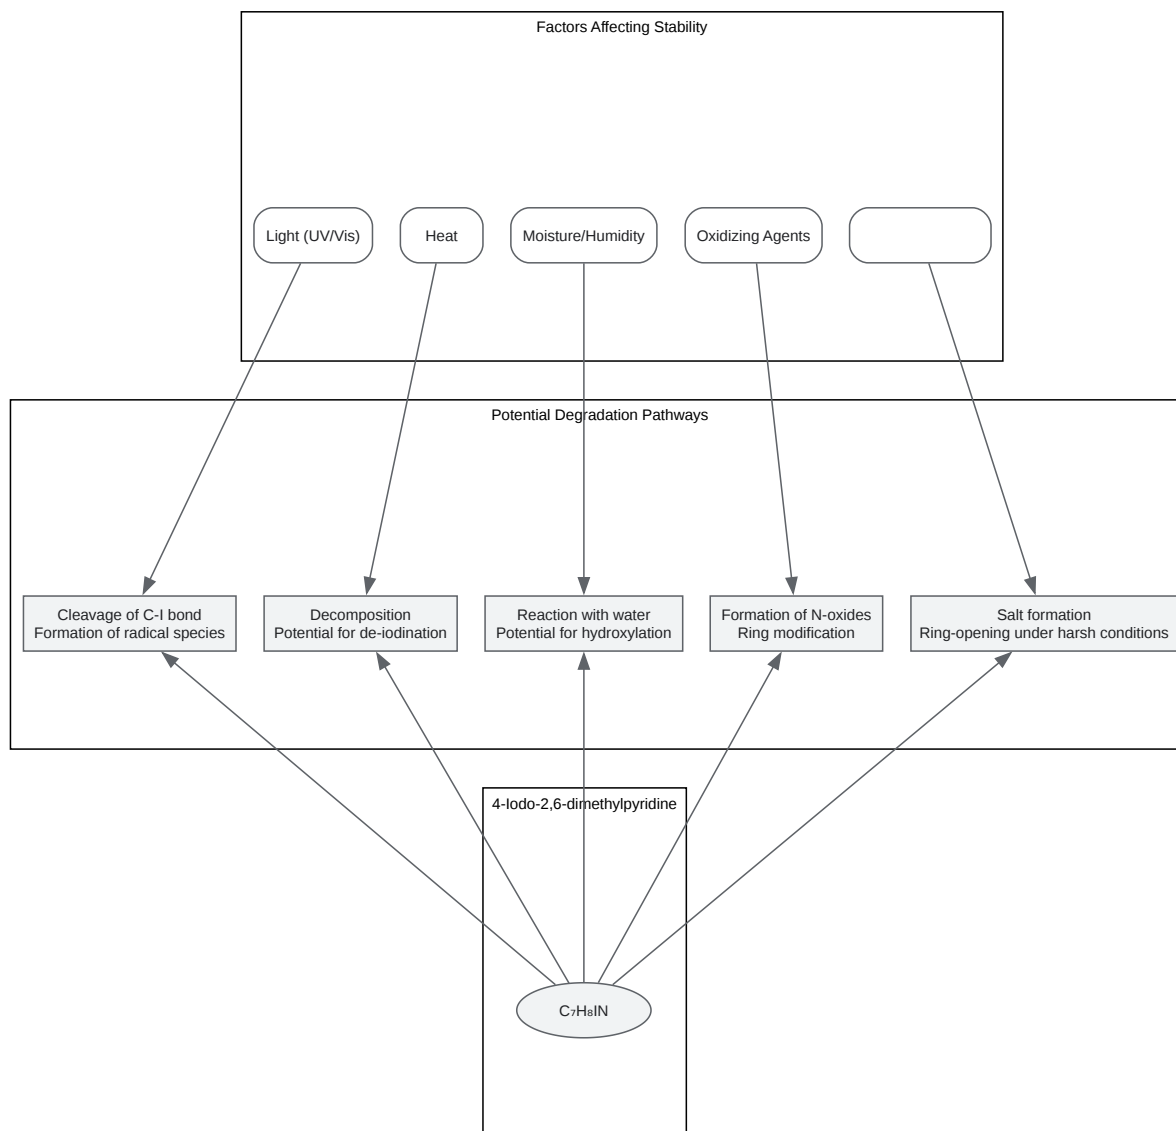 Factors Affecting Stability
Light (UV/Vis)
Heat
Moisture/Humidity
Oxidizing Agents
Potential Degradation Pathways
Cleavage of C-I bond
Formation of radical species
Decomposition
Potential for de-iodination
Reaction with water
Potential for hydroxylation
Formation of N-oxides
Ring modification
Salt formation
Ring-opening under harsh conditions
4-Iodo-2,6-dimethylpyridine
C₇H₈IN